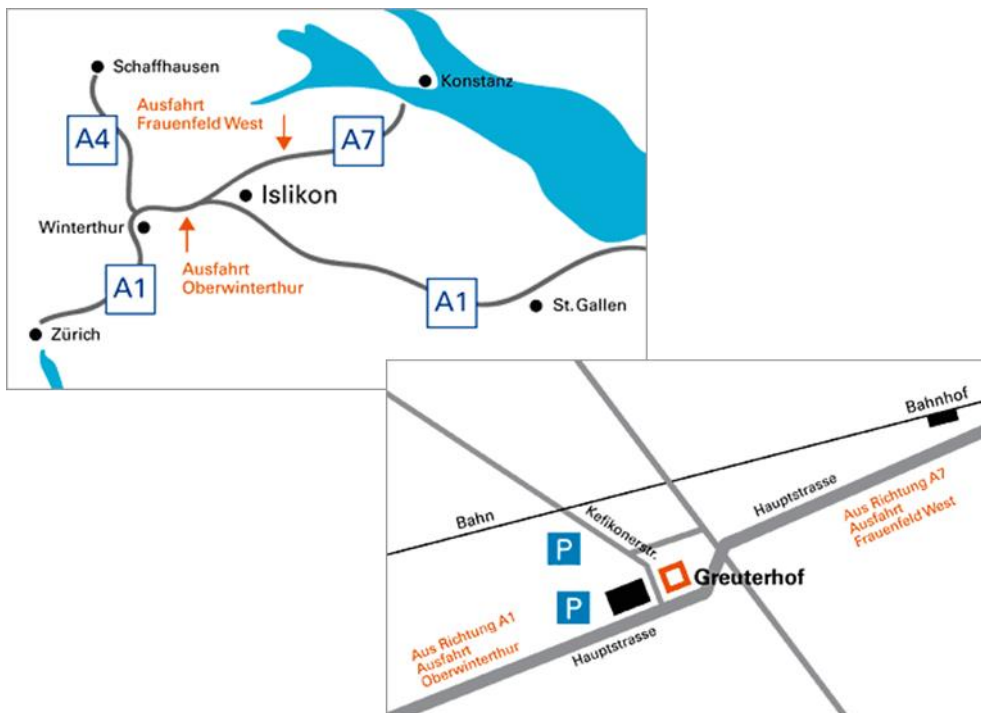 Schaffhausen
Konstanz
Ausfahrt
Frauenfeld West
A4
A7
Islikon
Winterthur
Ausfahrt
Oberwinterthur
A1
A1
St.Gallen
Zürich
Bahnhof
Hauptstrasse
Aus Richtung A7
Ausfahrt
Frauenfeld West
Bahn
Kefikonerstr.
P
Greuterhof
P
Aus Richtung A1
Ausfahrt
Oberwinterthur
Hauptstrasse